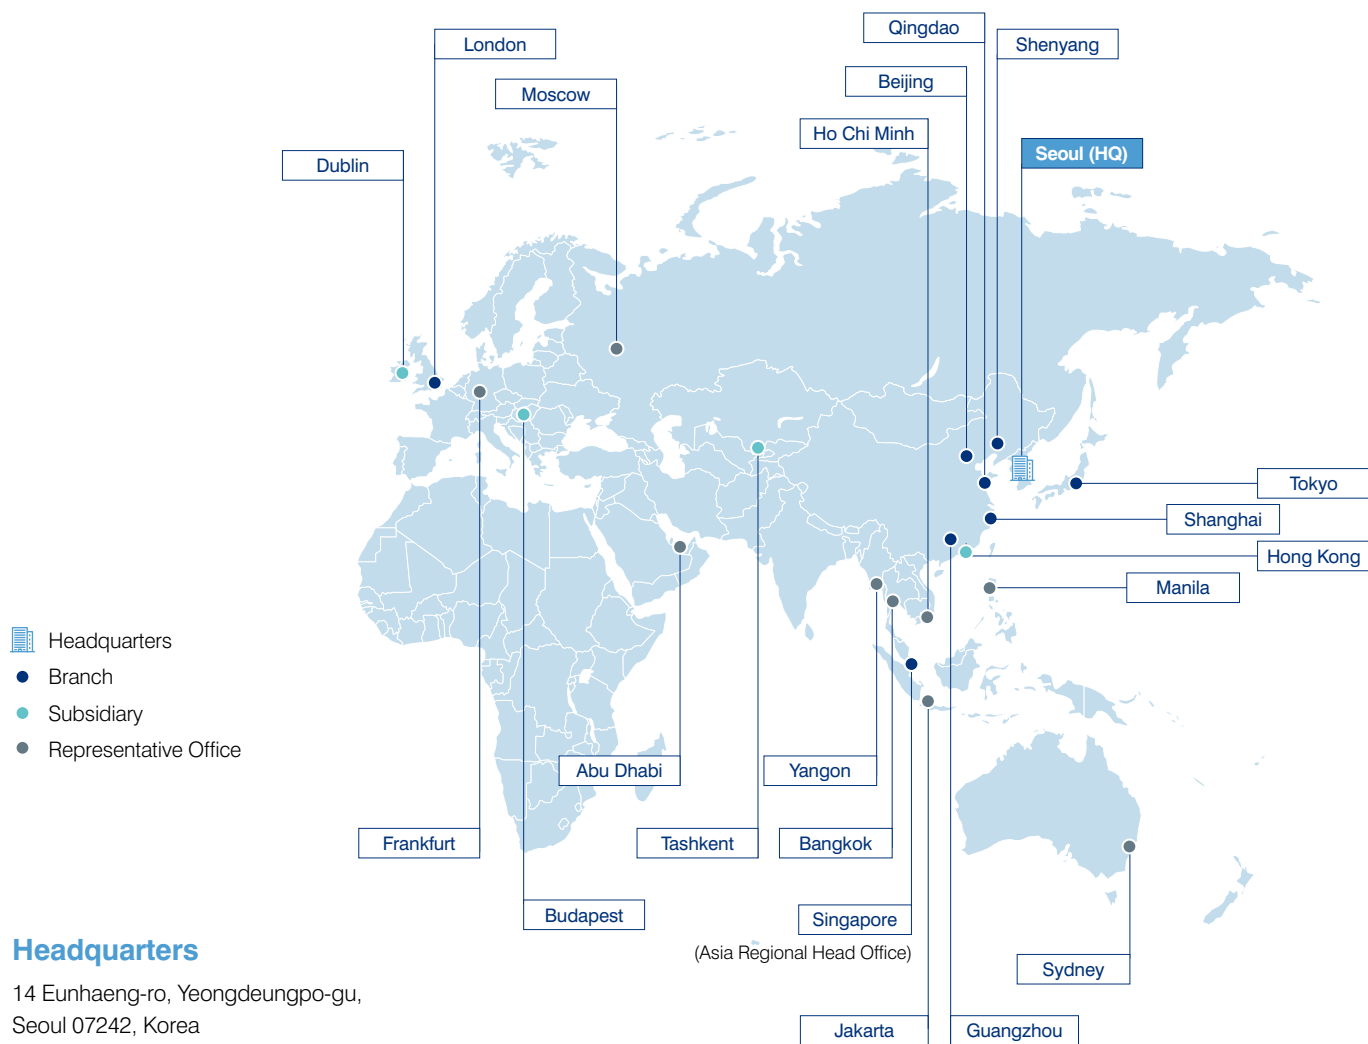 Qingdao
London
Shenyang
Beijing
Moscow
Ho Chi Minh
Seoul (HQ)
Dublin
Tokyo
Shanghai
Hong Kong
Manila
Headquarters
Branch
Subsidiary
Representative Office
Abu Dhabi
Yangon
Frankfurt
Tashkent
Bangkok
Budapest
Singapore
(Asia Regional Head Office)
Sydney
Jakarta
Guangzhou
Headquarters
14 Eunhaeng-ro, Yeongdeungpo-gu,
Seoul 07242, Korea